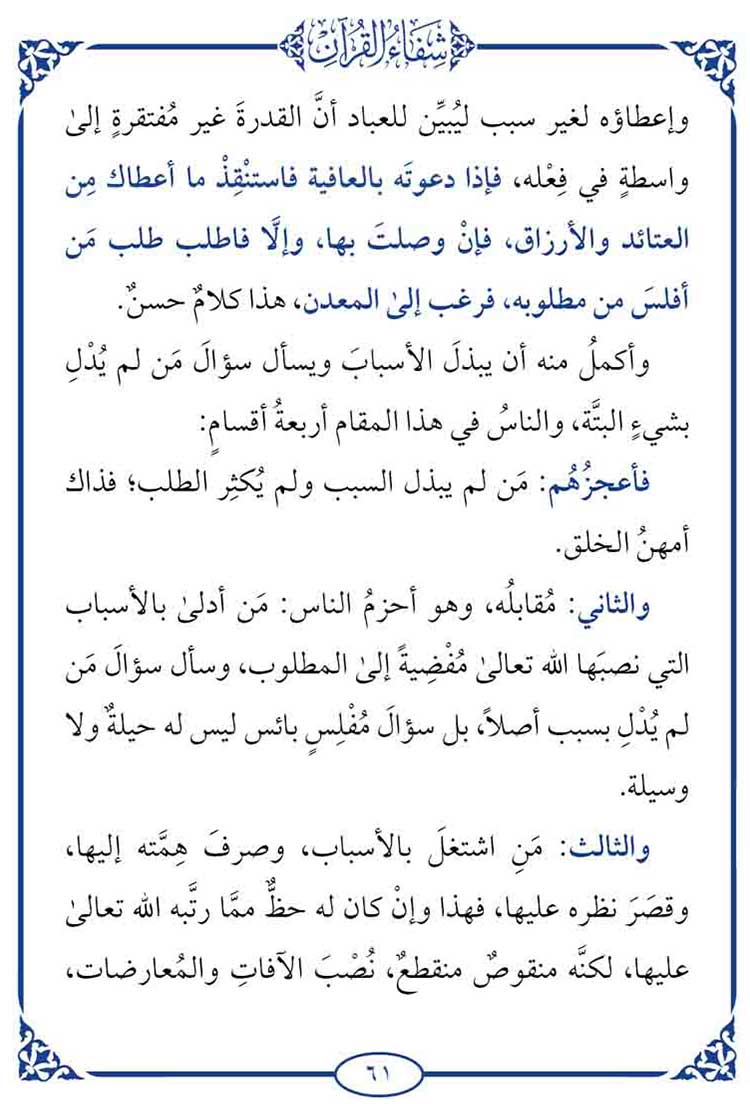 شِفَاءُ القُرْآن
وإعطاؤه لغير سبب ليُبيِّن للعباد أنَّ القدرةَ غير مُفتقرةٍ إلىٰ
واسطةٍ في فِعْله، فإذا دعوتَه بالعافية فاستنْقِذْ ما أعطاك مِن
العتائد والأرزاق، فإنْ وصلتَ بها، وإلَّا فاطلب طلب مَن
أفلسَ من مطلوبه، فرغب إلىٰ المعدن، هذا كلامٌ حسنٌ.
وأكملُ منه أن يبذلَ الأسبابَ ويسأل سؤالَ مَن لم يُدْلِ
بشيءٍ البتَّة، والناسُ في هذا المقام أربعةُ أقسامٍ:
فأعجزُهُم: مَن لم يبذل السبب ولم يُكثِر الطلب؛ فذاك
أمهنُ الخلق.
والثاني: مُقابلُه، وهو أحزمُ الناس: مَن أدلىٰ بالأسباب
التي نصبَها الله تعالىٰ مُفْضِيةً إلىٰ المطلوب، وسأل سؤالَ مَن
لم يُدْلِ بسبب أصلاً، بل سؤالَ مُفْلِسٍ بائس ليس له حيلةٌ ولا
وسيلة.
والثالث: مَنِ اشتغلَ بالأسباب، وصرفَ هِمَّته إليها،
وقصَرَ نظره عليها، فهذا وإنْ كان له حظٌّ ممَّا رتَّبه الله تعالىٰ
عليها، لكنَّه منقوصٌ منقطعٌ، نُصْبَ الآفاتِ والمُعارضات،
٦١